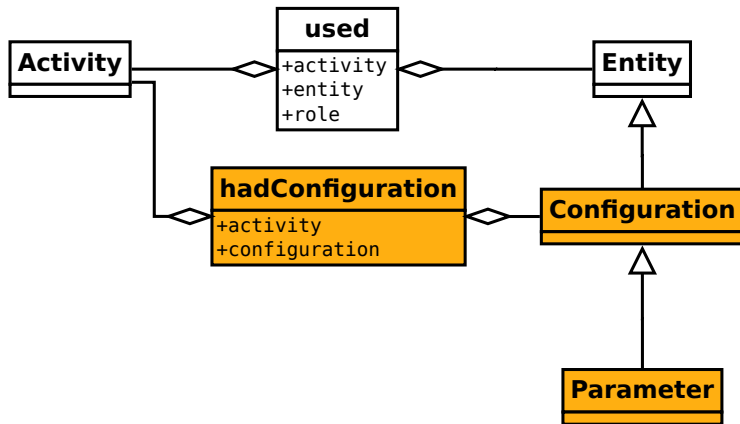 used
Activity
Entity
+activity
+entity
+role
hadConfiguration
+activity
+configuration
Configuration
Parameter